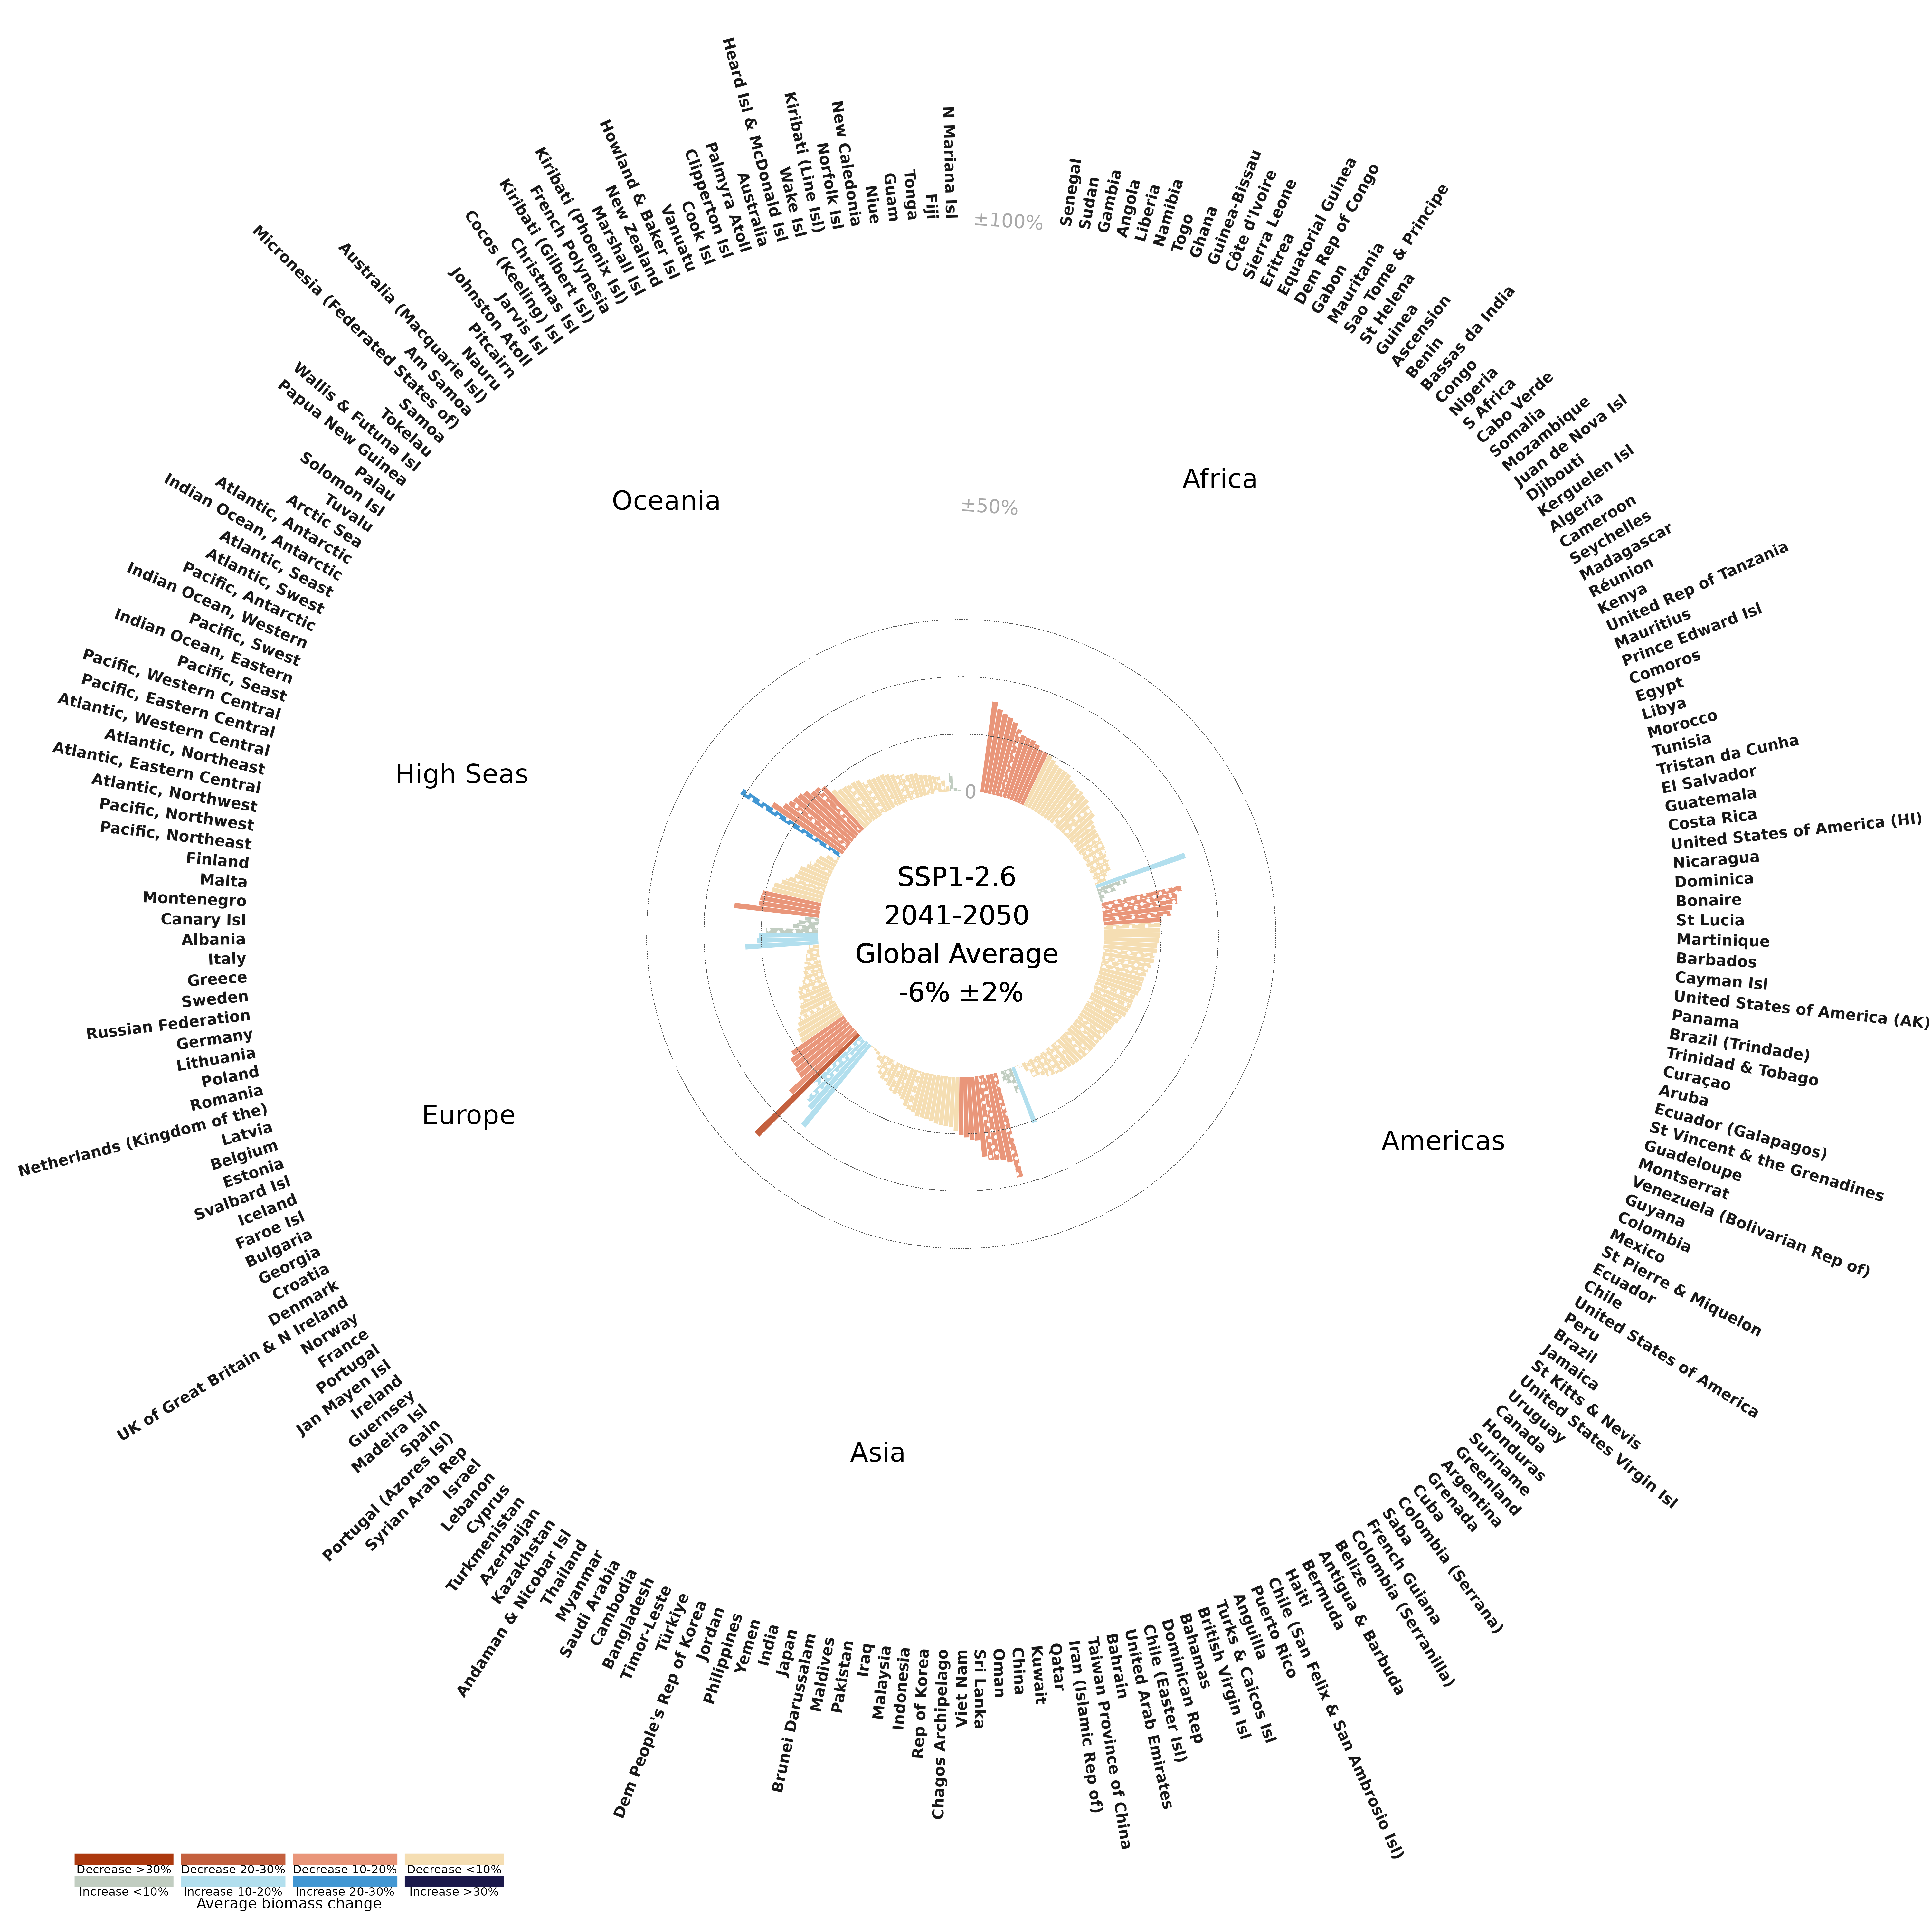 ±100%
±50%
0
Senegal
Sudan
Gambia
Angola
Liberia
Namibia
Togo
Ghana
Guinea-Bissau
Côte d'Ivoire
Sierra Leone
Eritrea
Equatorial Guinea
Dem Rep of Congo
Gabon
Mauritania
Sao Tome & Principe
St Helena
Guinea
Ascension
Benin
Bassas da India
Congo
Nigeria
S Africa
Cabo Verde
Somalia
Mozambique
Juan de Nova Isl
Djibouti
Kerguelen Isl
Algeria
Cameroon
Seychelles
Madagascar
Réunion
Kenya
United Rep of Tanzania
Mauritius
Prince Edward Isl
Comoros
Egypt
Libya
Morocco
Tunisia
Tristan da Cunha
El Salvador
Guatemala
Costa Rica
United States of America (HI)
Nicaragua
Dominica
Bonaire
St Lucia
Martinique
Barbados
Cayman Isl
United States of America (AK)
Panama
Brazil (Trindade)
Trinidad & Tobago
Curaçao
Aruba
Ecuador (Galapagos)
St Vincent & the Grenadines
Guadeloupe
Montserrat
Venezuela (Bolivarian Rep of)
Guyana
Colombia
Mexico
St Pierre & Miquelon
Ecuador
Chile
United States of America
Peru
Brazil
Jamaica
St Kitts & Nevis
United States Virgin Isl
Uruguay
Canada
Honduras
Suriname
Greenland
Argentina
Grenada
Cuba
Colombia (Serrana)
Saba
French Guiana
Colombia (Serranilla)
Belize
Antigua & Barbuda
Bermuda
Haiti
Chile (San Felix & San Ambrosio Isl)
Puerto Rico
Anguilla
Turks & Caicos Isl
British Virgin Isl
Bahamas
Dominican Rep
Chile (Easter Isl)
United Arab Emirates
Bahrain
Taiwan Province of China
Iran (Islamic Rep of)
Qatar
Kuwait
China
Oman
Sri Lanka
Viet Nam
Chagos Archipelago
Rep of Korea
Indonesia
Malaysia
Iraq
Pakistan
Maldives
Brunei Darussalam
Japan
India
Yemen
Philippines
Jordan
Dem People's Rep of Korea
Türkiye
Timor-Leste
Bangladesh
Cambodia
Saudi Arabia
Myanmar
Thailand
Andaman & Nicobar Isl
Kazakhstan
Azerbaijan
Turkmenistan
Cyprus
Lebanon
Israel
Syrian Arab Rep
Portugal (Azores Isl)
Spain
Madeira Isl
Guernsey
Ireland
Jan Mayen Isl
Portugal
France
Norway
UK of Great Britain & N Ireland
Denmark
Croatia
Georgia
Bulgaria
Faroe Isl
Iceland
Svalbard Isl
Estonia
Belgium
Latvia
Netherlands (Kingdom of the)
Romania
Poland
Lithuania
Germany
Russian Federation
Sweden
Greece
Italy
Albania
Canary Isl
Montenegro
Malta
Finland
Pacific, Northeast
Pacific, Northwest
Atlantic, Northwest
Atlantic, Eastern Central
Atlantic, Northeast
Atlantic, Western Central
Pacific, Eastern Central
Pacific, Western Central
Pacific, Seast
Indian Ocean, Eastern
Pacific, Swest
Indian Ocean, Western
Pacific, Antarctic
Atlantic, Swest
Atlantic, Seast
Indian Ocean, Antarctic
Atlantic, Antarctic
Arctic Sea
Tuvalu
Solomon Isl
Palau
Papua New Guinea
Wallis & Futuna Isl
Tokelau
Samoa
Micronesia (Federated States of)
Am Samoa
Australia (Macquarie Isl)
Nauru
Pitcairn
Johnston Atoll
Jarvis Isl
Cocos (Keeling) Isl
Christmas Isl
Kiribati (Gilbert Isl)
French Polynesia
Kiribati (Phoenix Isl)
Marshall Isl
New Zealand
Howland & Baker Isl
Vanuatu
Cook Isl
Clipperton Isl
Palmyra Atoll
Australia
Heard Isl & McDonald Isl
Wake Isl
Kiribati (Line Isl)
Norfolk Isl
New Caledonia
Niue
Guam
Tonga
Fiji
N Mariana Isl
Africa
Americas
Asia
Europe
High Seas
Oceania
SSP1-2.6
2041-2050
Global Average
-6% ±2%
Decrease >30% Decrease 20-30% Decrease 10-20% Decrease <10%
Increase <10% Increase 10-20% Increase 20-30% Increase >30%
Average biomass change